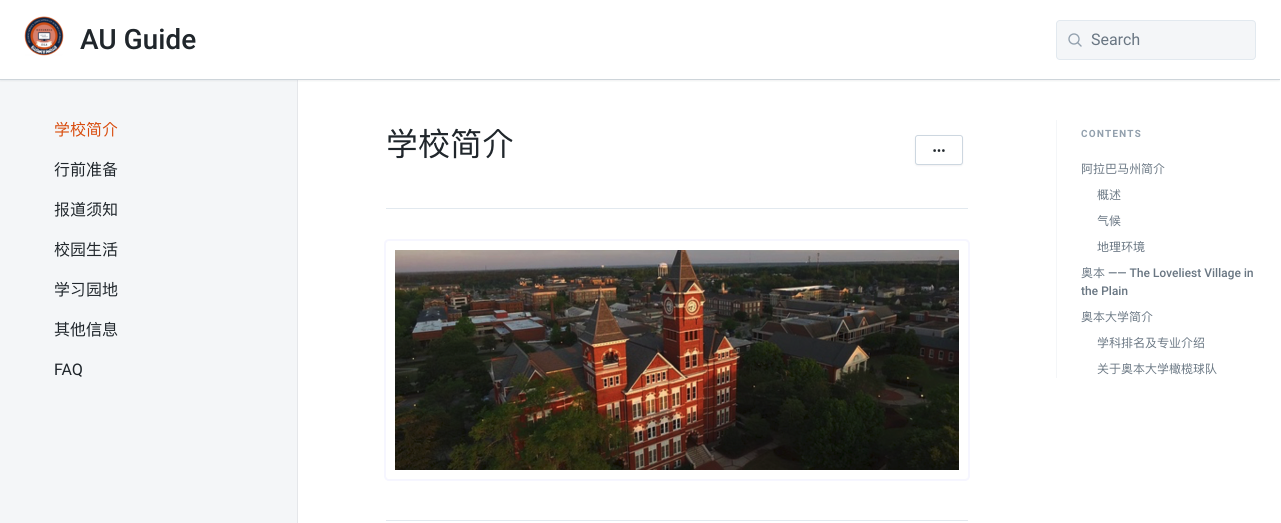 AU Guide
Search
学校简介
行前准备
报道须知
校园生活
学习园地
其他信息
FAQ
学校简介
CONTENTS
阿拉巴马州简介
概述
气候
地理环境
奥本 —— The Loveliest Village in
the Plain
奥本大学简介
学科排名及专业介绍
关于奥本大学橄榄球队